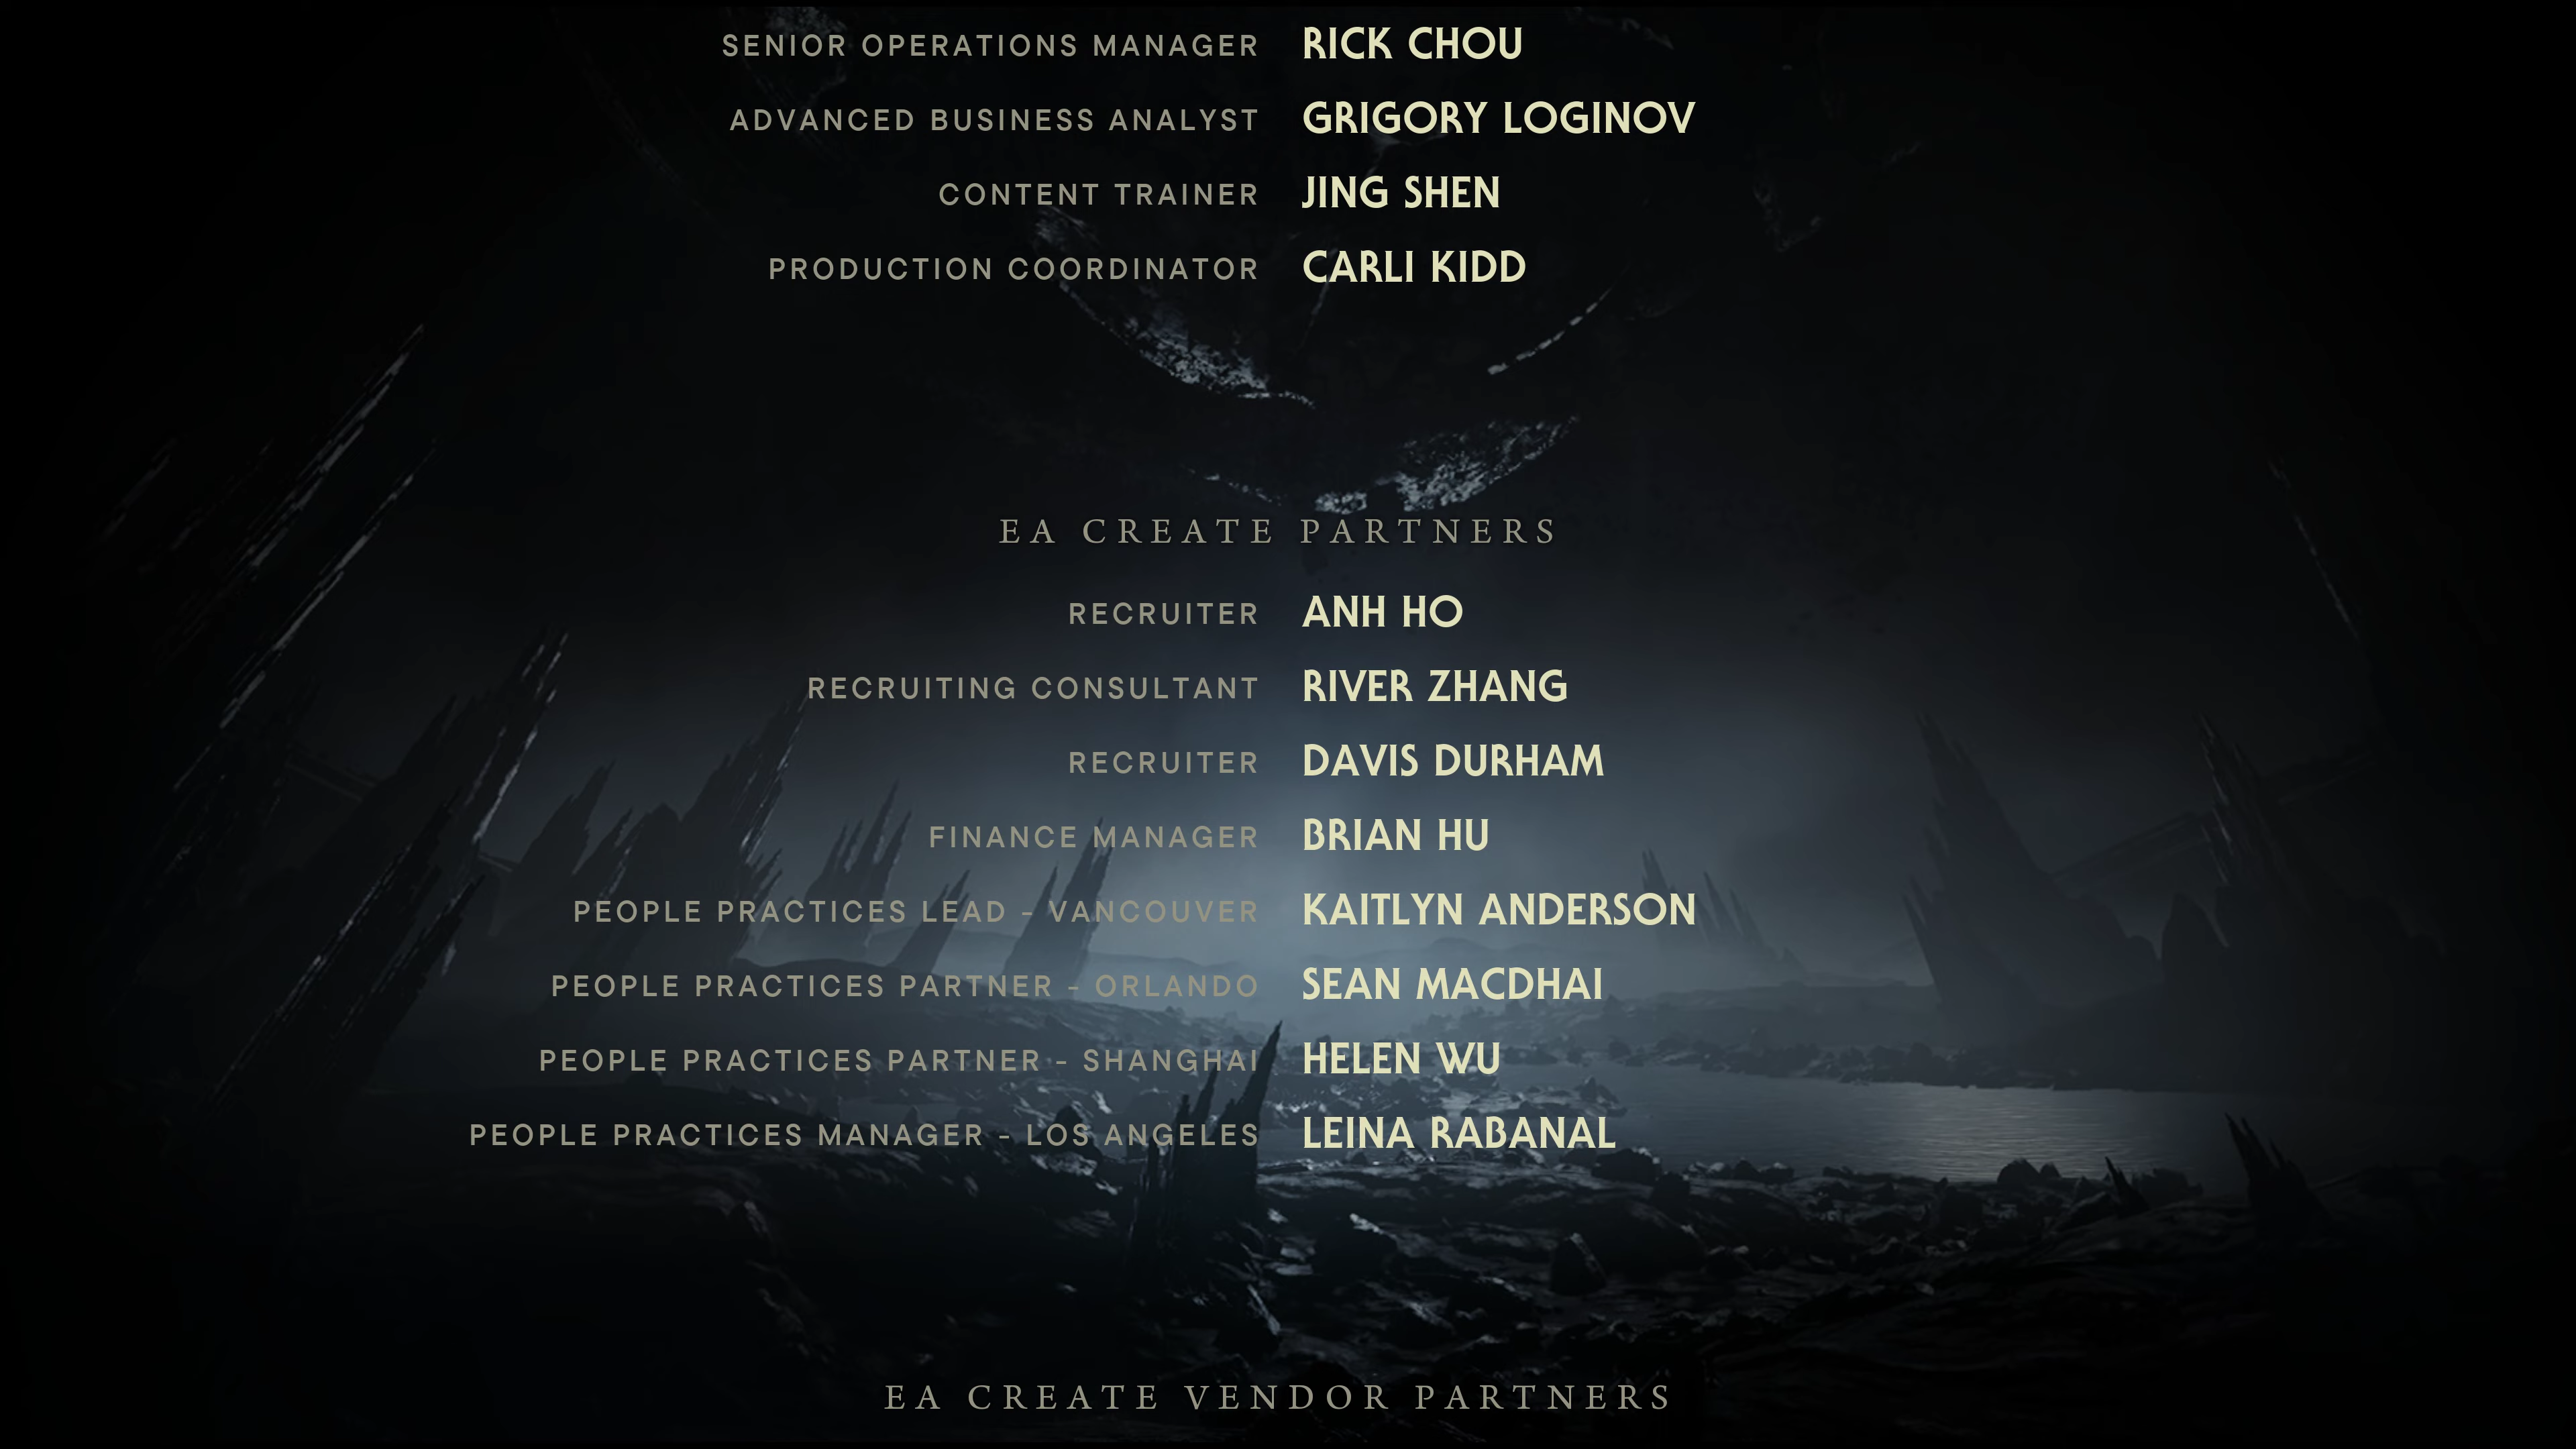 SENIOR OPERATIONS MANAGER RICK CHOU
ADVANCED BUSINESS ANALYST GRIGORY LOGINOV
CONTENT TRAINER JING SHEN
PRODUCTION COORDINATOR CARLI KIDD
EA CREATE PARTNERS
RECRUITER ANH HO
RECRUITING CONSULTANT RIVER ZHANG
RECRUITER DAVIS DURHAM
FINANCE MANAGER BRIAN HU
PEOPLE PRACTICES LEAD - VANCOUVER KAITLYN ANDERSON
PEOPLE PRACTICES PARTNER - ORLANDO SEAN MACDHAI
PEOPLE PRACTICES PARTNER - SHANGHAI HELEN WU
PEOPLE PRACTICES MANAGER - LOS ANGELES LEINA RABANAL
EA CREATE VENDOR PARTNERS